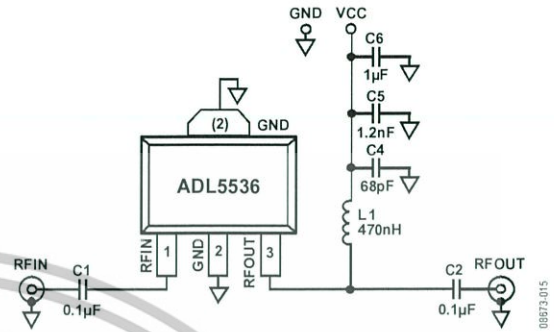 GND VCC
C6
1µF
C5
1.2nF
C4
68pF
L1
470nH
(2) GND
ADL5536
RFIN 1
GND 2
RFOUT 3
RFIN
C1
0.1µF
C2
0.1µF
RFOUT
08673-015